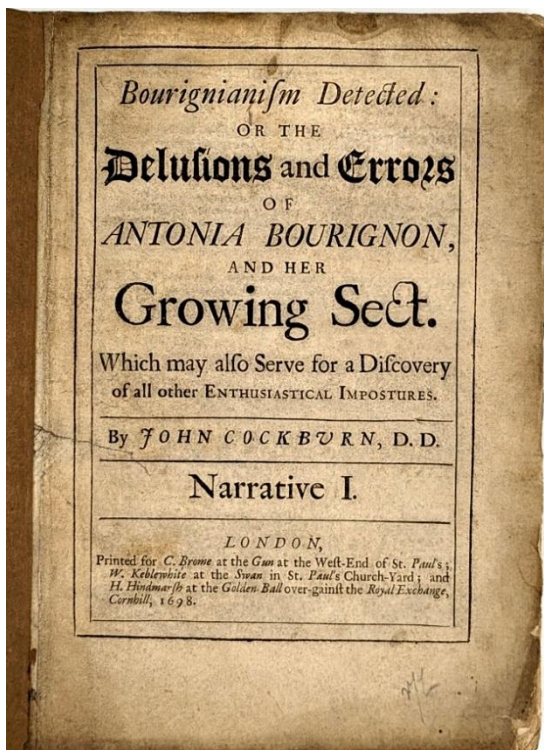 Bourignianiſm Detected:
OR THE
Deluſions and Errors
OF
ANTONIA BOURIGNON,
AND HER
Growing Sect.
Which may alſo Serve for a Diſcovery
of all other ENTHUSIASTICAL IMPOSTURES.
By JOHN COCKBURN, D. D.
Narrative I.
LONDON,
Printed for C. Brome at the Gun at the Weſt-End of St. Paul's;
W. Keblewhite at the Swan in St. Paul's Church-Yard; and
H. Hindmarſh at the Golden-Ball over-gainſt the Royal Exchange,
Cornhill, 1698.